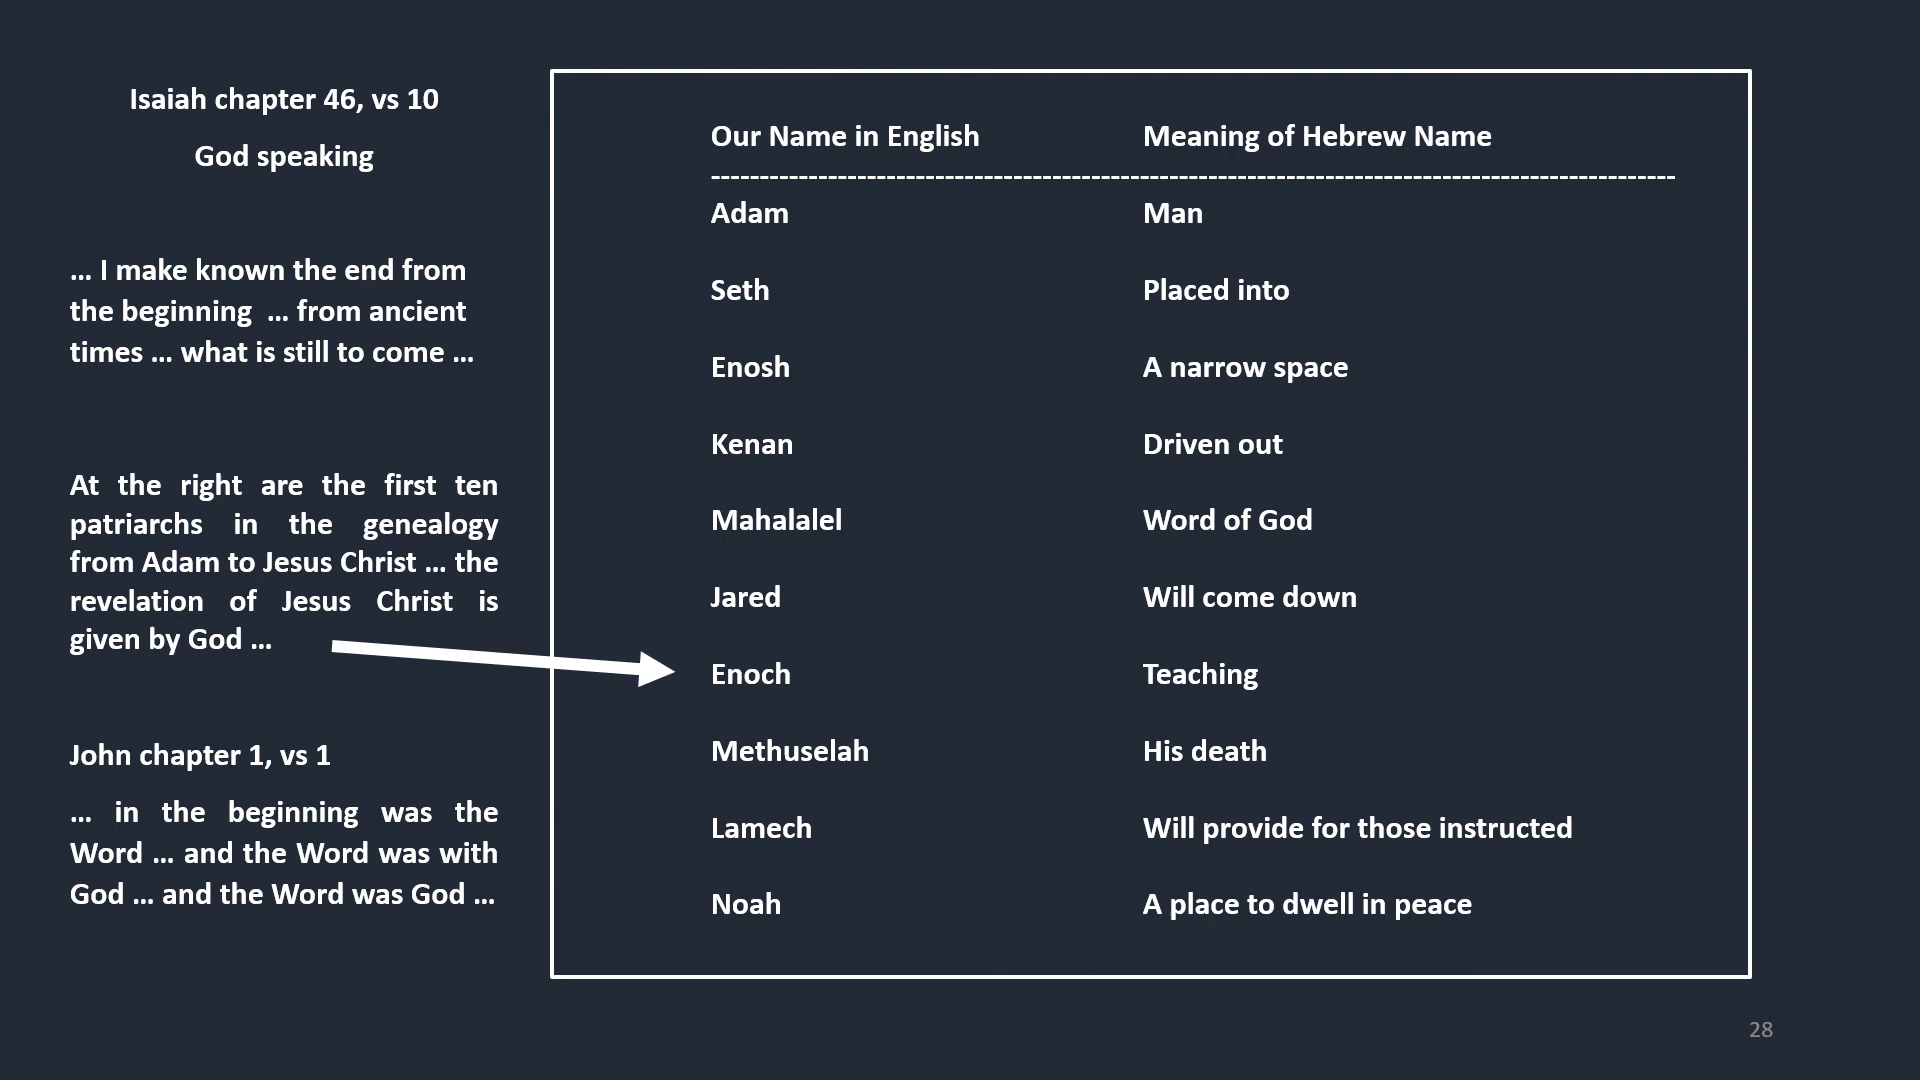 Isaiah chapter 46, vs 10
God speaking
... I make known the end from
the beginning ... from ancient
times ... what is still to come ...
At the right are the first ten
patriarchs in the genealogy
from Adam to Jesus Christ ... the
revelation of Jesus Christ is
given by God ...
John chapter 1, vs 1
... in the beginning was the
Word ... and the Word was with
God ... and the Word was God ...
Our Name in English Meaning of Hebrew Name
---------------------------------------------------------------------------------------------------
Adam Man
Seth Placed into
Enosh A narrow space
Kenan Driven out
Mahalalel Word of God
Jared Will come down
Enoch Teaching
Methuselah His death
Lamech Will provide for those instructed
Noah A place to dwell in peace
28